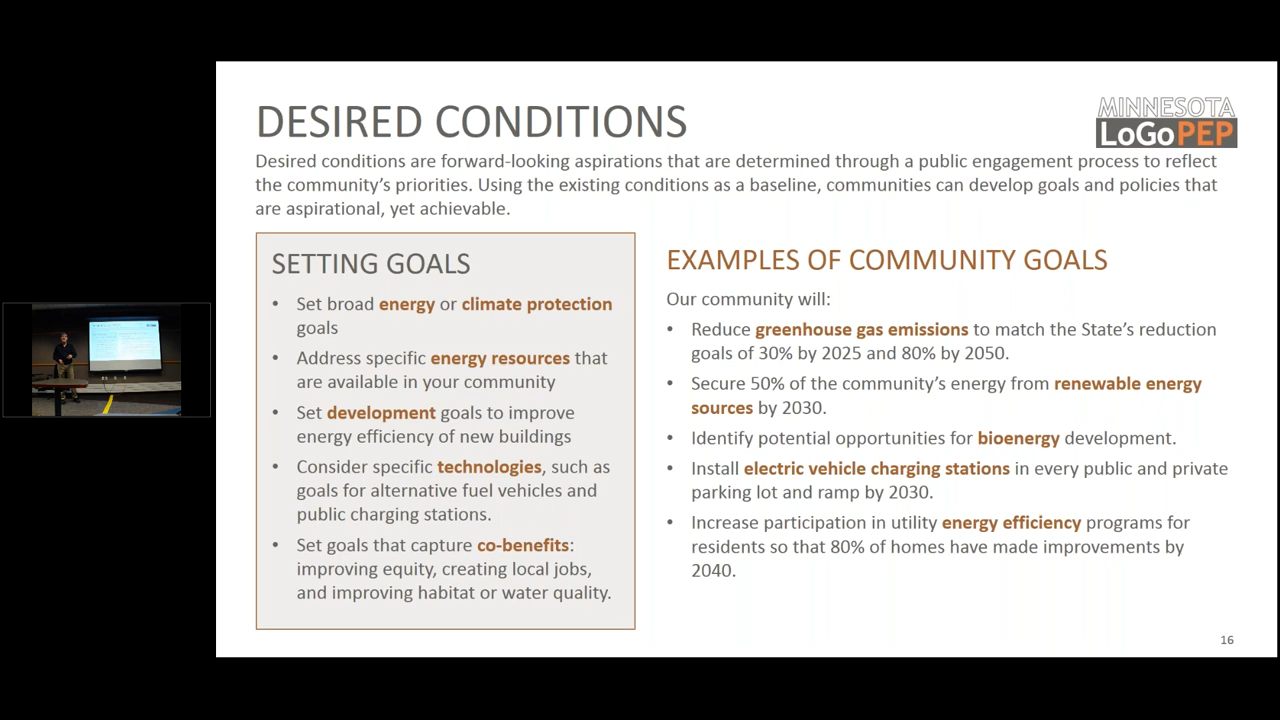 DESIRED CONDITIONS
MINNESOTA
LoGoPEP
Desired conditions are forward-looking aspirations that are determined through a public engagement process to reflect
the community's priorities. Using the existing conditions as a baseline, communities can develop goals and policies that
are aspirational, yet achievable.
SETTING GOALS
• Set broad energy or climate protection
goals
• Address specific energy resources that
are available in your community
• Set development goals to improve
energy efficiency of new buildings
• Consider specific technologies, such as
goals for alternative fuel vehicles and
public charging stations.
• Set goals that capture co-benefits:
improving equity, creating local jobs,
and improving habitat or water quality.
EXAMPLES OF COMMUNITY GOALS
Our community will:
• Reduce greenhouse gas emissions to match the State's reduction
goals of 30% by 2025 and 80% by 2050.
• Secure 50% of the community's energy from renewable energy
sources by 2030.
• Identify potential opportunities for bioenergy development.
• Install electric vehicle charging stations in every public and private
parking lot and ramp by 2030.
• Increase participation in utility energy efficiency programs for
residents so that 80% of homes have made improvements by
2040.
16